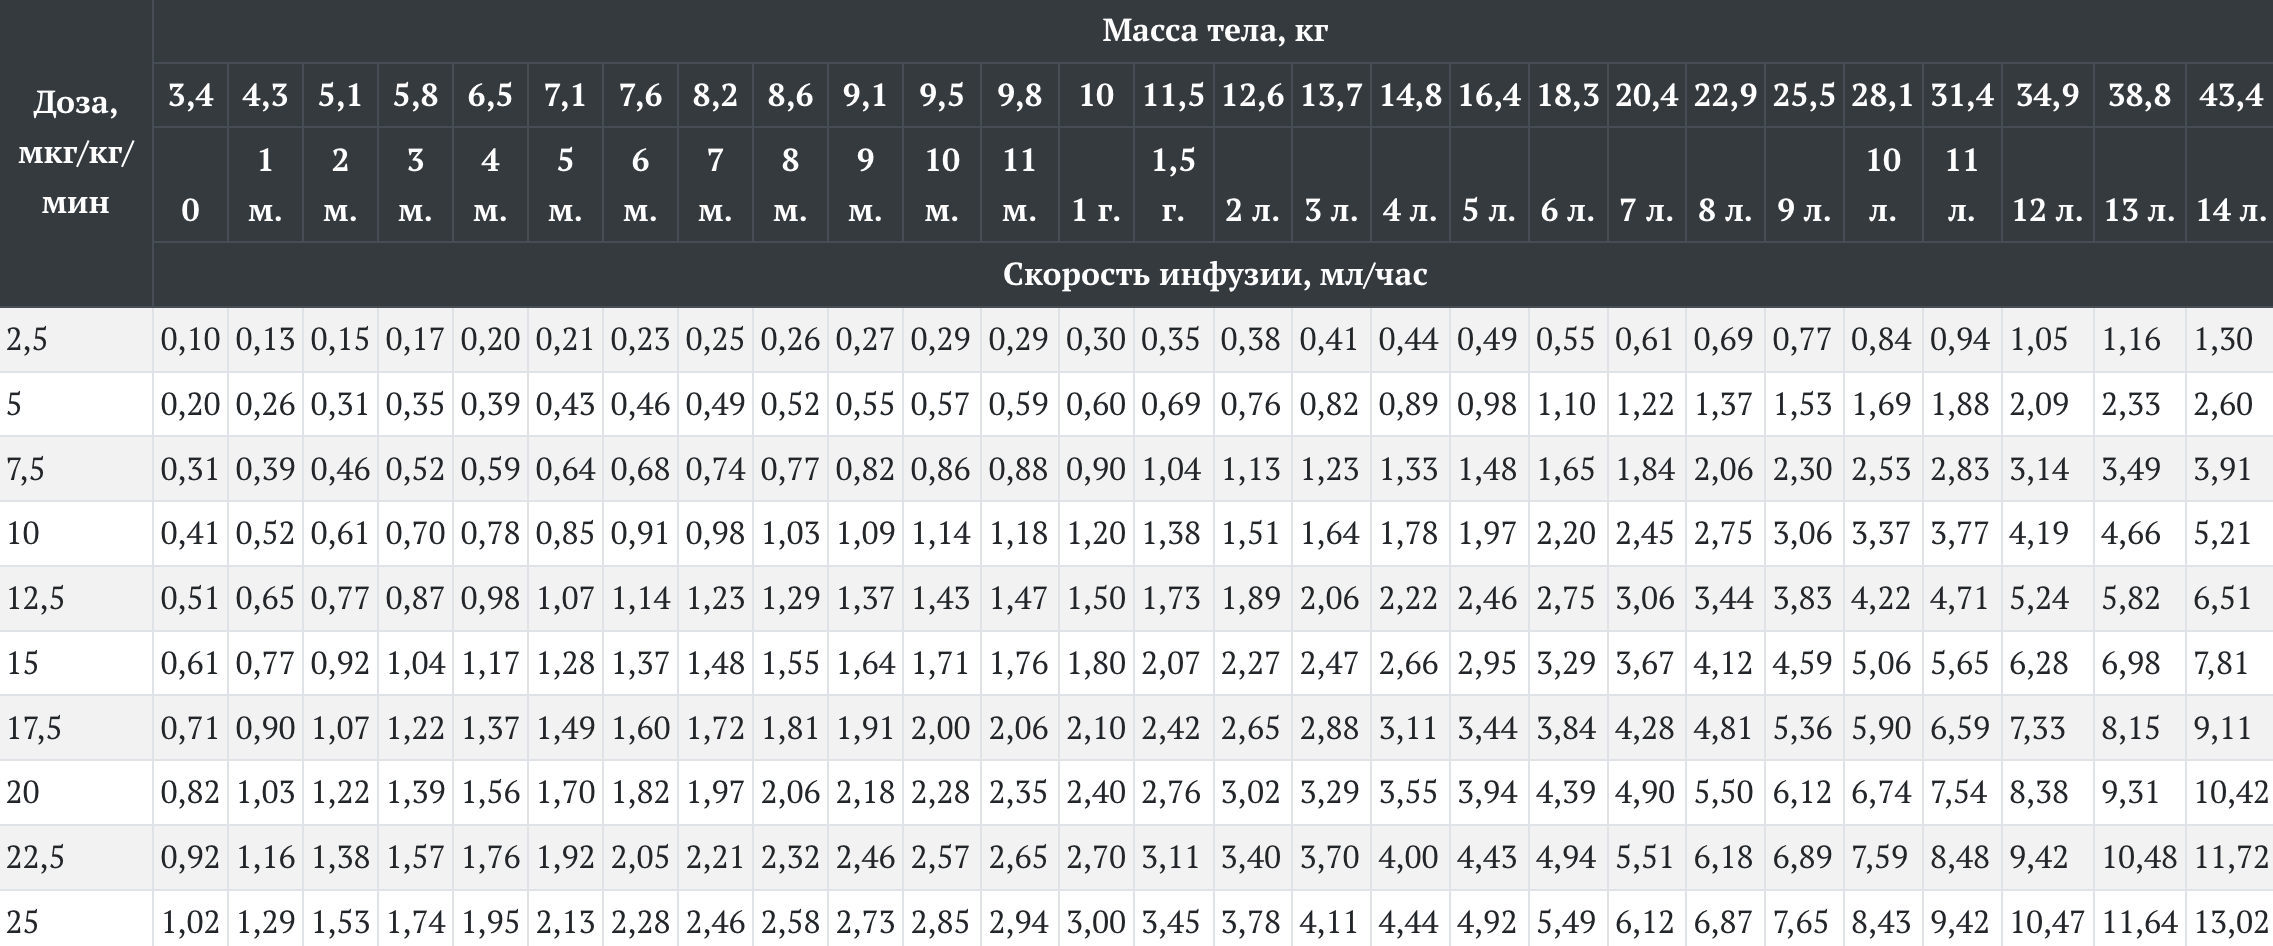 Масса тела, кг
Доза, мкг/кг/мин
3,4 4,3 5,1 5,8 6,5 7,1 7,6 8,2 8,6 9,1 9,5 9,8 10 11,5 12,6 13,7 14,8 16,4 18,3 20,4 22,9 25,5 28,1 31,4 34,9 38,8 43,4
0 1 м. 2 м. 3 м. 4 м. 5 м. 6 м. 7 м. 8 м. 9 м. 10 м. 11 м. 1 г. 1,5 г. 2 л. 3 л. 4 л. 5 л. 6 л. 7 л. 8 л. 9 л. 10 л. 11 л. 12 л. 13 л. 14 л.
Скорость инфузии, мл/час
2,5 0,10 0,13 0,15 0,17 0,20 0,21 0,23 0,25 0,26 0,27 0,29 0,29 0,30 0,35 0,38 0,41 0,44 0,49 0,55 0,61 0,69 0,77 0,84 0,94 1,05 1,16 1,30
5 0,20 0,26 0,31 0,35 0,39 0,43 0,46 0,49 0,52 0,55 0,57 0,59 0,60 0,69 0,76 0,82 0,89 0,98 1,10 1,22 1,37 1,53 1,69 1,88 2,09 2,33 2,60
7,5 0,31 0,39 0,46 0,52 0,59 0,64 0,68 0,74 0,77 0,82 0,86 0,88 0,90 1,04 1,13 1,23 1,33 1,48 1,65 1,84 2,06 2,30 2,53 2,83 3,14 3,49 3,91
10 0,41 0,52 0,61 0,70 0,78 0,85 0,91 0,98 1,03 1,09 1,14 1,18 1,20 1,38 1,51 1,64 1,78 1,97 2,20 2,45 2,75 3,06 3,37 3,77 4,19 4,66 5,21
12,5 0,51 0,65 0,77 0,87 0,98 1,07 1,14 1,23 1,29 1,37 1,43 1,47 1,50 1,73 1,89 2,06 2,22 2,46 2,75 3,06 3,44 3,83 4,22 4,71 5,24 5,82 6,51
15 0,61 0,77 0,92 1,04 1,17 1,28 1,37 1,48 1,55 1,64 1,71 1,76 1,80 2,07 2,27 2,47 2,66 2,95 3,29 3,67 4,12 4,59 5,06 5,65 6,28 6,98 7,81
17,5 0,71 0,90 1,07 1,22 1,37 1,49 1,60 1,72 1,81 1,91 2,00 2,06 2,10 2,42 2,65 2,88 3,11 3,44 3,84 4,28 4,81 5,36 5,90 6,59 7,33 8,15 9,11
20 0,82 1,03 1,22 1,39 1,56 1,70 1,82 1,97 2,06 2,18 2,28 2,35 2,40 2,76 3,02 3,29 3,55 3,94 4,39 4,90 5,50 6,12 6,74 7,54 8,38 9,31 10,42
22,5 0,92 1,16 1,38 1,57 1,76 1,92 2,05 2,21 2,32 2,46 2,57 2,65 2,70 3,11 3,40 3,70 4,00 4,43 4,94 5,51 6,18 6,89 7,59 8,48 9,42 10,48 11,72
25 1,02 1,29 1,53 1,74 1,95 2,13 2,28 2,46 2,58 2,73 2,85 2,94 3,00 3,45 3,78 4,11 4,44 4,92 5,49 6,12 6,87 7,65 8,43 9,42 10,47 11,64 13,02